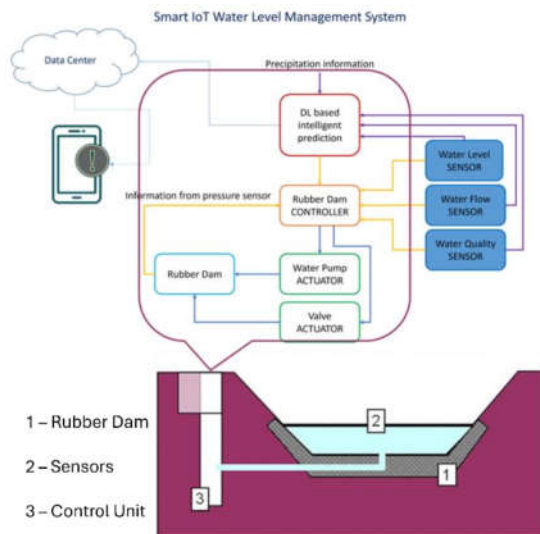 Smart IoT Water Level Management System
Data Center
Precipitation information
DL based
intelligent
prediction
Water Level
SENSOR
Information from pressure sensor
Rubber Dam
CONTROLLER
Water Flow
SENSOR
Water Quality
SENSOR
Rubber Dam
Water Pump
ACTUATOR
Valve
ACTUATOR
1 – Rubber Dam
2 – Sensors
3 – Control Unit
2
1
3